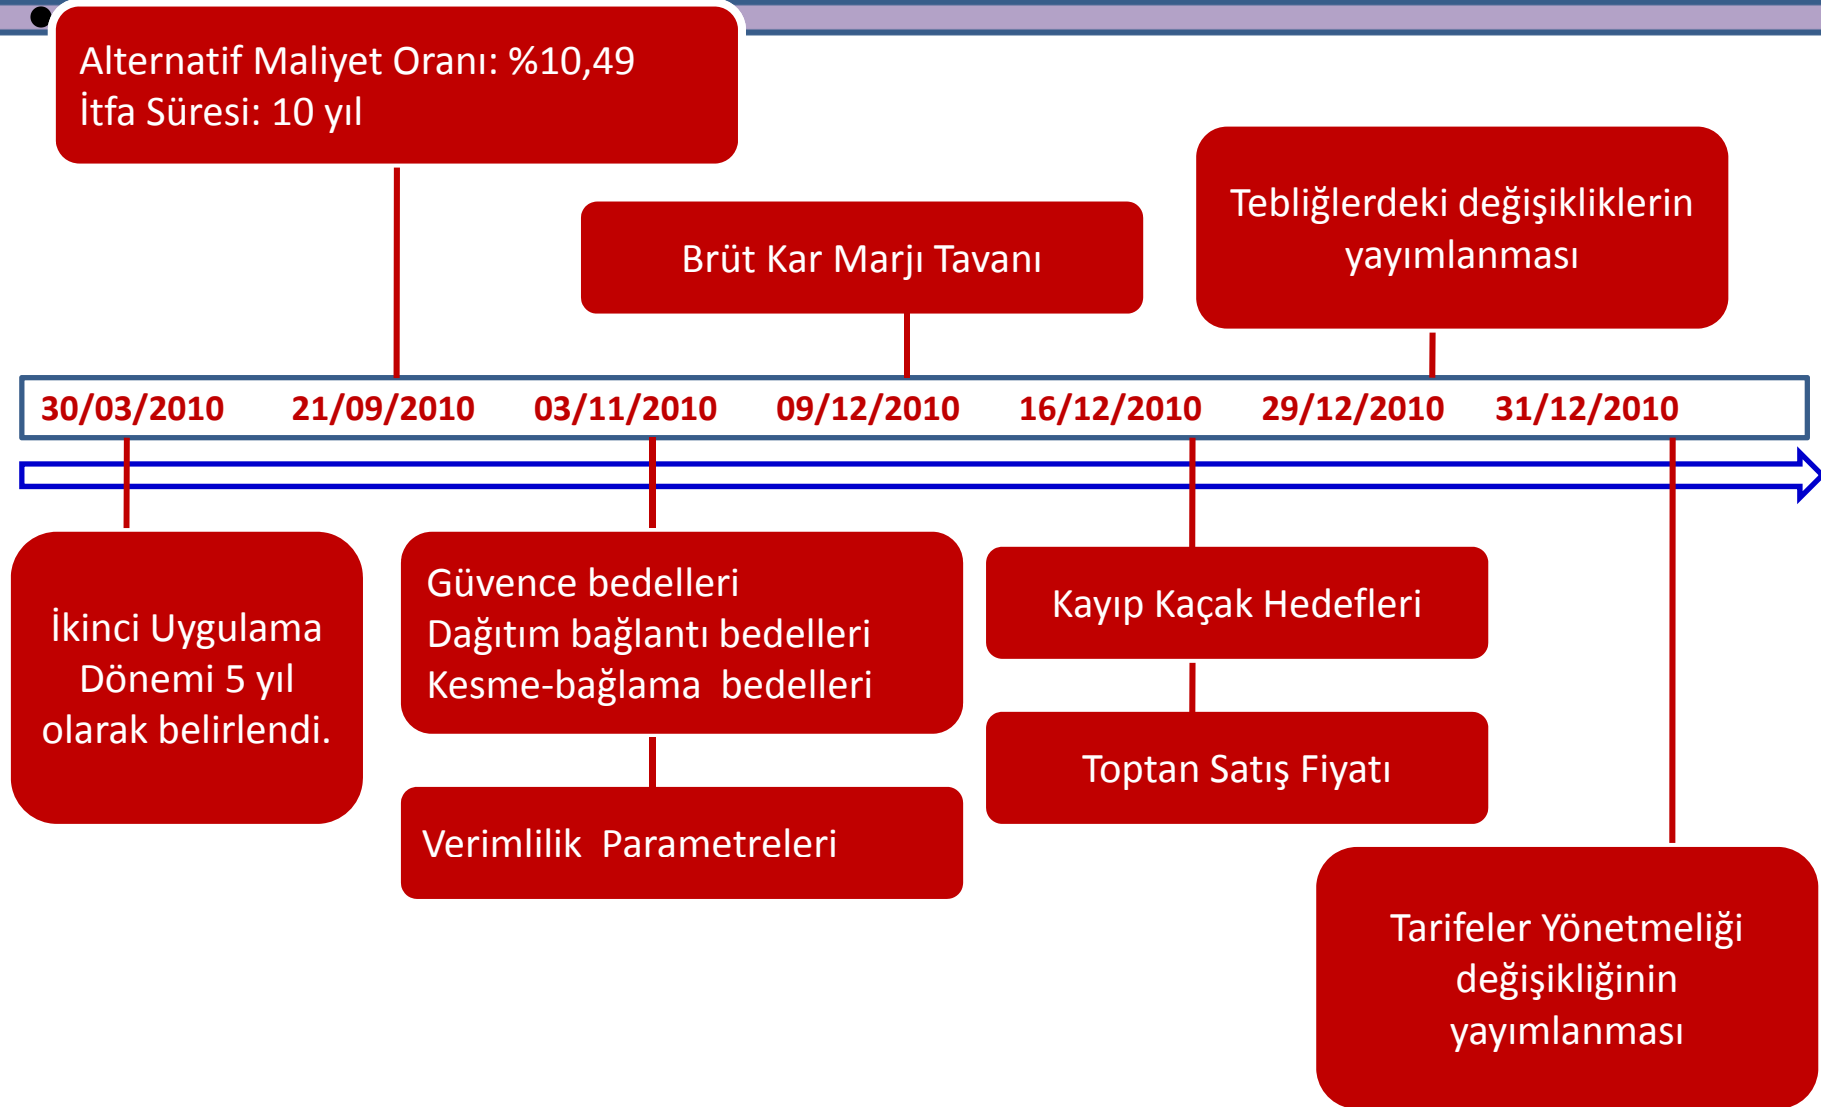 Alternatif Maliyet Oranı: %10,49
İtfa Süresi: 10 yıl
Brüt Kar Marjı Tavanı
Tebliğlerdeki değişikliklerin
yayımlanması
30/03/2010 21/09/2010 03/11/2010 09/12/2010 16/12/2010 29/12/2010 31/12/2010
İkinci Uygulama
Dönemi 5 yıl
olarak belirlendi.
Güvence bedelleri
Dağıtım bağlantı bedelleri
Kesme-bağlama bedelleri
Verimlilik Parametreleri
Kayıp Kaçak Hedefleri
Toptan Satış Fiyatı
Tarifeler Yönetmeliği
değişikliğinin
yayımlanması